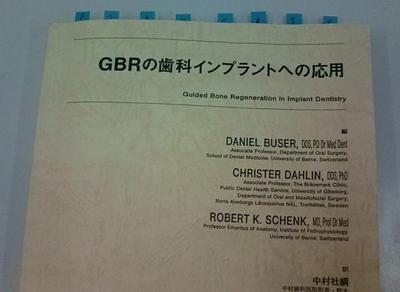 GBRの歯科インプラントへの応用
Guided Bone Regeneration in Implant Dentistry
編
DANIEL BUSER, DDS, PD Dr Med Dent
Associate Professor, Department of Oral Surgery,
School of Dental Medicine, University of Berne, Switzerland
CHRISTER DAHLIN, DDS, PhD
Associate Professor, The Brånemark Clinic,
Public Dental Health Service, University of Göteborg,
Department of Oral and Maxillofacial Surgery,
Norra Älvsborgs Länssjukhus NÄL, Trollhättan, Sweden
ROBERT K. SCHENK, MD, Prof Dr Med
Professor Emeritus of Anatomy, Institute of Pathophysiology,
University of Berne, Switzerland
訳
中村社綱